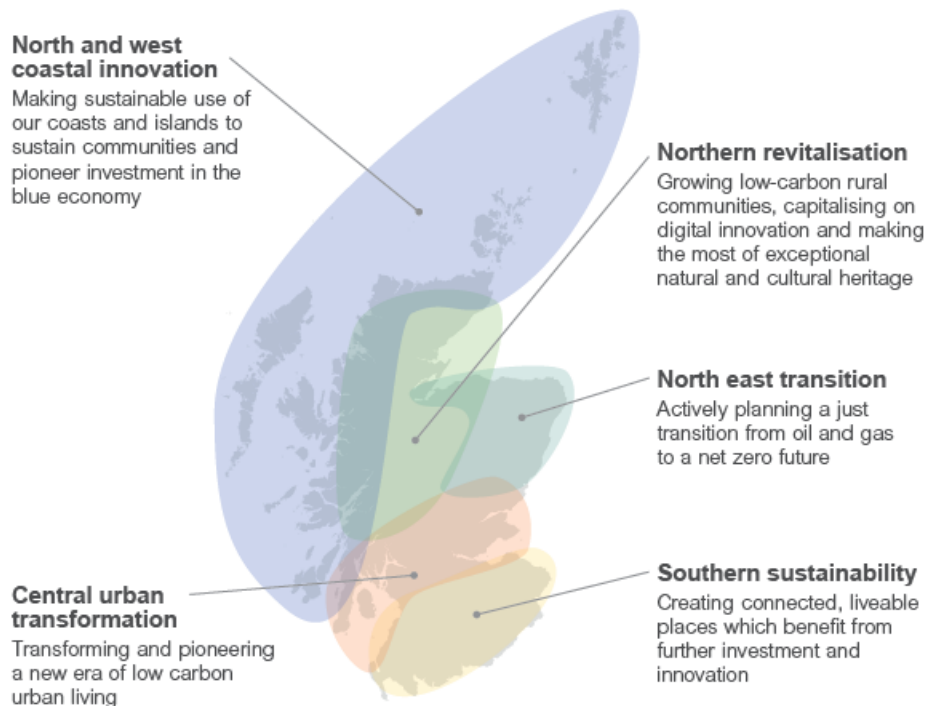 North and west
coastal innovation
Making sustainable use of
our coasts and islands to
sustain communities and
pioneer investment in the
blue economy
Northern revitalisation
Growing low-carbon rural
communities, capitalising on
digital innovation and making
the most of exceptional
natural and cultural heritage
North east transition
Actively planning a just
transition from oil and gas
to a net zero future
Central urban
transformation
Transforming and pioneering
a new era of low carbon
urban living
Southern sustainability
Creating connected, liveable
places which benefit from
further investment and
innovation